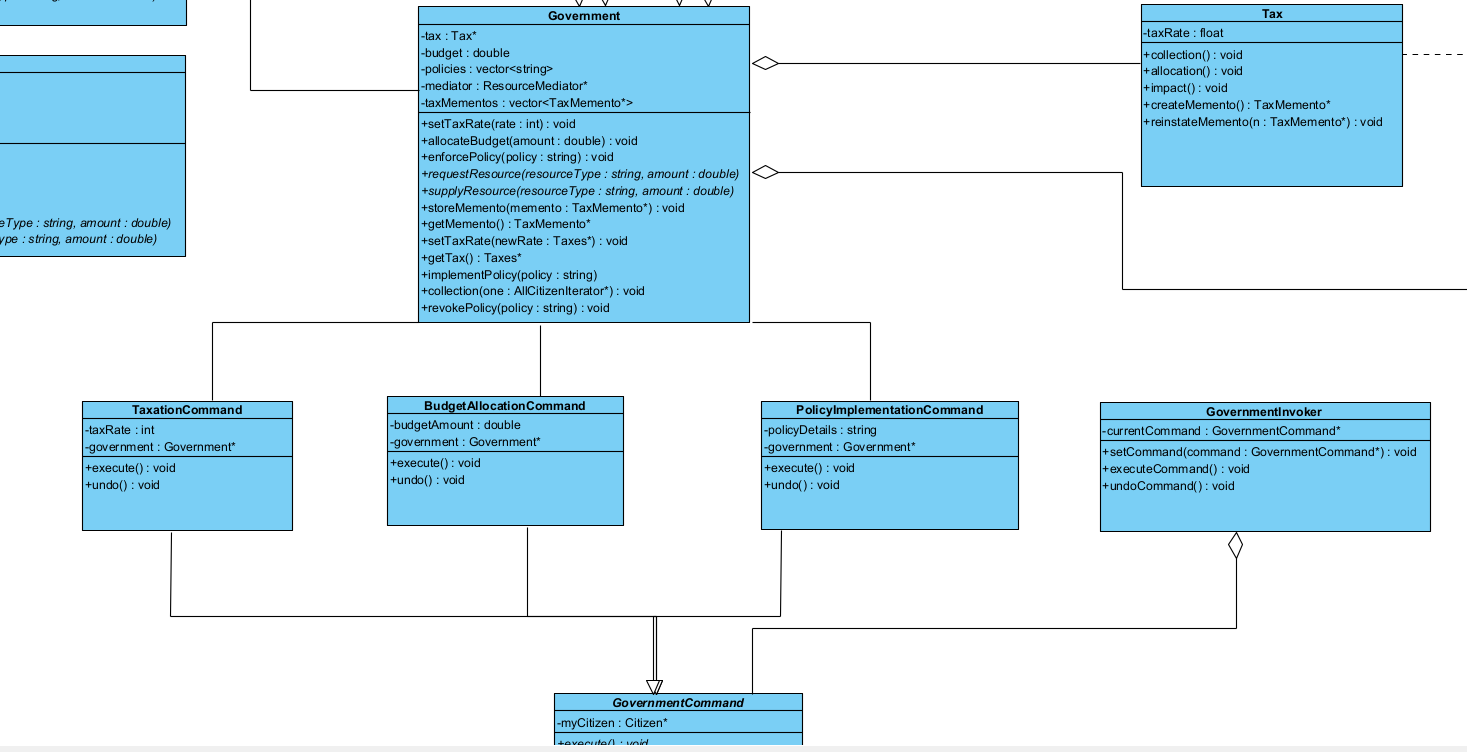 Government
-tax : Tax*
-budget : double
-policies : vector<string>
-mediator : ResourceMediator*
-taxMementos : vector<TaxMemento*>
+setTaxRate(rate : int) : void
+allocateBudget(amount : double) : void
+enforcePolicy(policy : string) : void
+requestResource(resourceType : string, amount : double)
+supplyResource(resourceType : string, amount : double)
+storeMemento(memento : TaxMemento*) : void
+getMemento() : TaxMemento*
+setTaxRate(newRate : Taxes*) : void
+getTax() : Taxes*
+implementPolicy(policy : string)
+collection(one : AllCitizenIterator*) : void
+revokePolicy(policy : string) : void
Tax
-taxRate : float
+collection() : void
+allocation() : void
+impact() : void
+createMemento() : TaxMemento*
+reinstateMemento(n : TaxMemento*) : void
eType : string, amount : double)
ype : string, amount : double)
TaxationCommand
-taxRate : int
-government : Government*
+execute() : void
+undo() : void
BudgetAllocationCommand
-budgetAmount : double
-government : Government*
+execute() : void
+undo() : void
PolicyImplementationCommand
-policyDetails : string
-government : Government*
+execute() : void
+undo() : void
GovernmentInvoker
-currentCommand : GovernmentCommand*
+setCommand(command : GovernmentCommand*) : void
+executeCommand() : void
+undoCommand() : void
GovernmentCommand
-myCitizen : Citizen*
+execute() : void